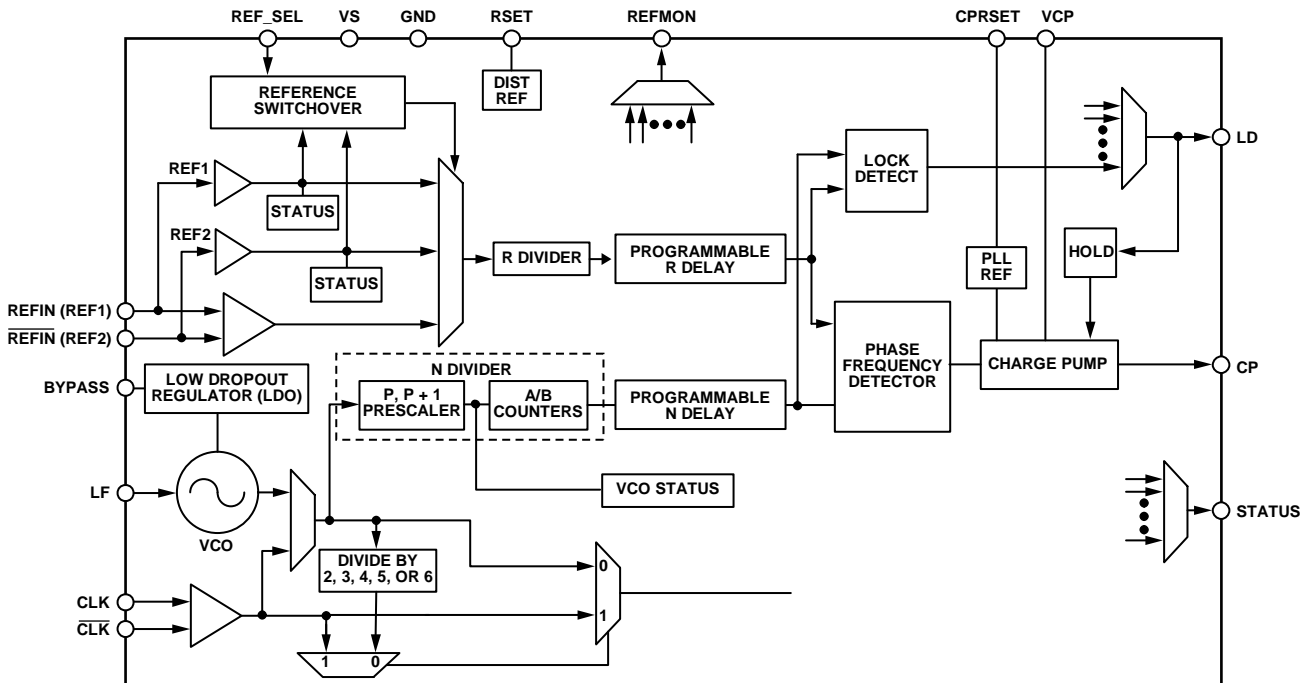 REF_SEL VS GND RSET REFMON CPRSET VCP
REFERENCE
SWITCHOVER
DIST
REF
LD
LOCK
DETECT
REF1
STATUS
REF2
STATUS
R DIVIDER
PROGRAMMABLE
R DELAY
PLL
REF
HOLD
REFIN (REF1)
REFIN (REF2)
BYPASS
LOW DROPOUT
REGULATOR (LDO)
N DIVIDER
P, P + 1
PRESCALER
A/B
COUNTERS
PROGRAMMABLE
N DELAY
PHASE
FREQUENCY
DETECTOR
CHARGE PUMP
CP
LF
VCO
VCO STATUS
STATUS
DIVIDE BY
2, 3, 4, 5, OR 6
0
1
CLK
CLK
1 0